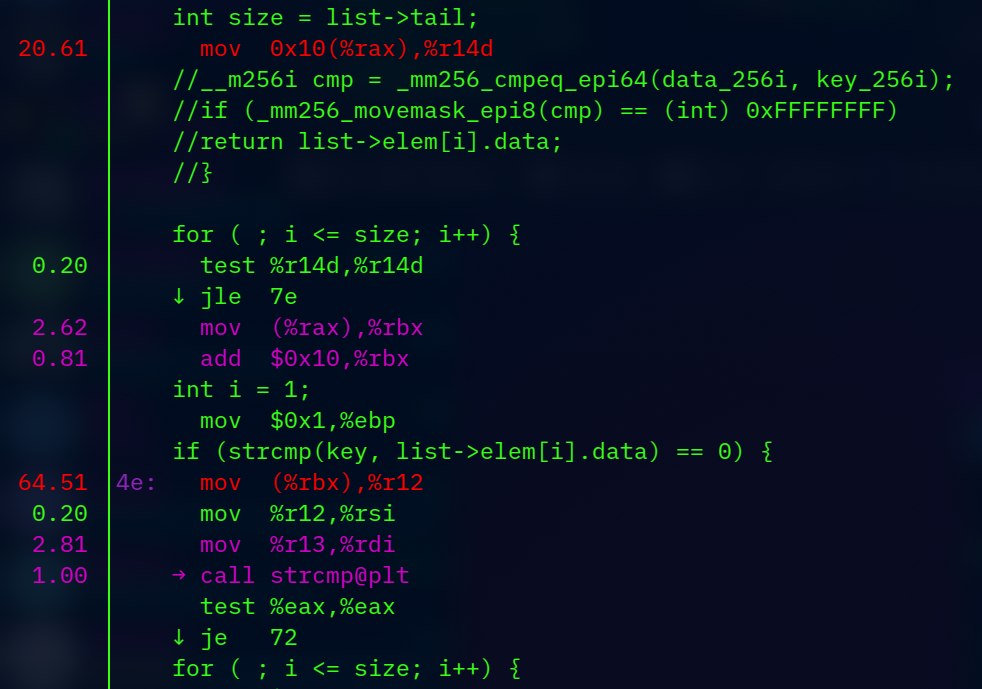 int size = list->tail;
20.61 mov 0x10(%rax),%r14d
//__m256i cmp = _mm256_cmpeq_epi64(data_256i, key_256i);
//if (_mm256_movemask_epi8(cmp) == (int) 0xFFFFFFFF)
//return list->elem[i].data;
//}
for ( ; i <= size; i++) {
0.20 test %r14d,%r14d
↓ jle 7e
2.62 mov (%rax),%rbx
0.81 add $0x10,%rbx
int i = 1;
mov $0x1,%ebp
if (strcmp(key, list->elem[i].data) == 0) {
64.51 4e: mov (%rbx),%r12
0.20 mov %r12,%rsi
2.81 mov %r13,%rdi
1.00 → call strcmp@plt
test %eax,%eax
↓ je 72
for ( ; i <= size; i++) {